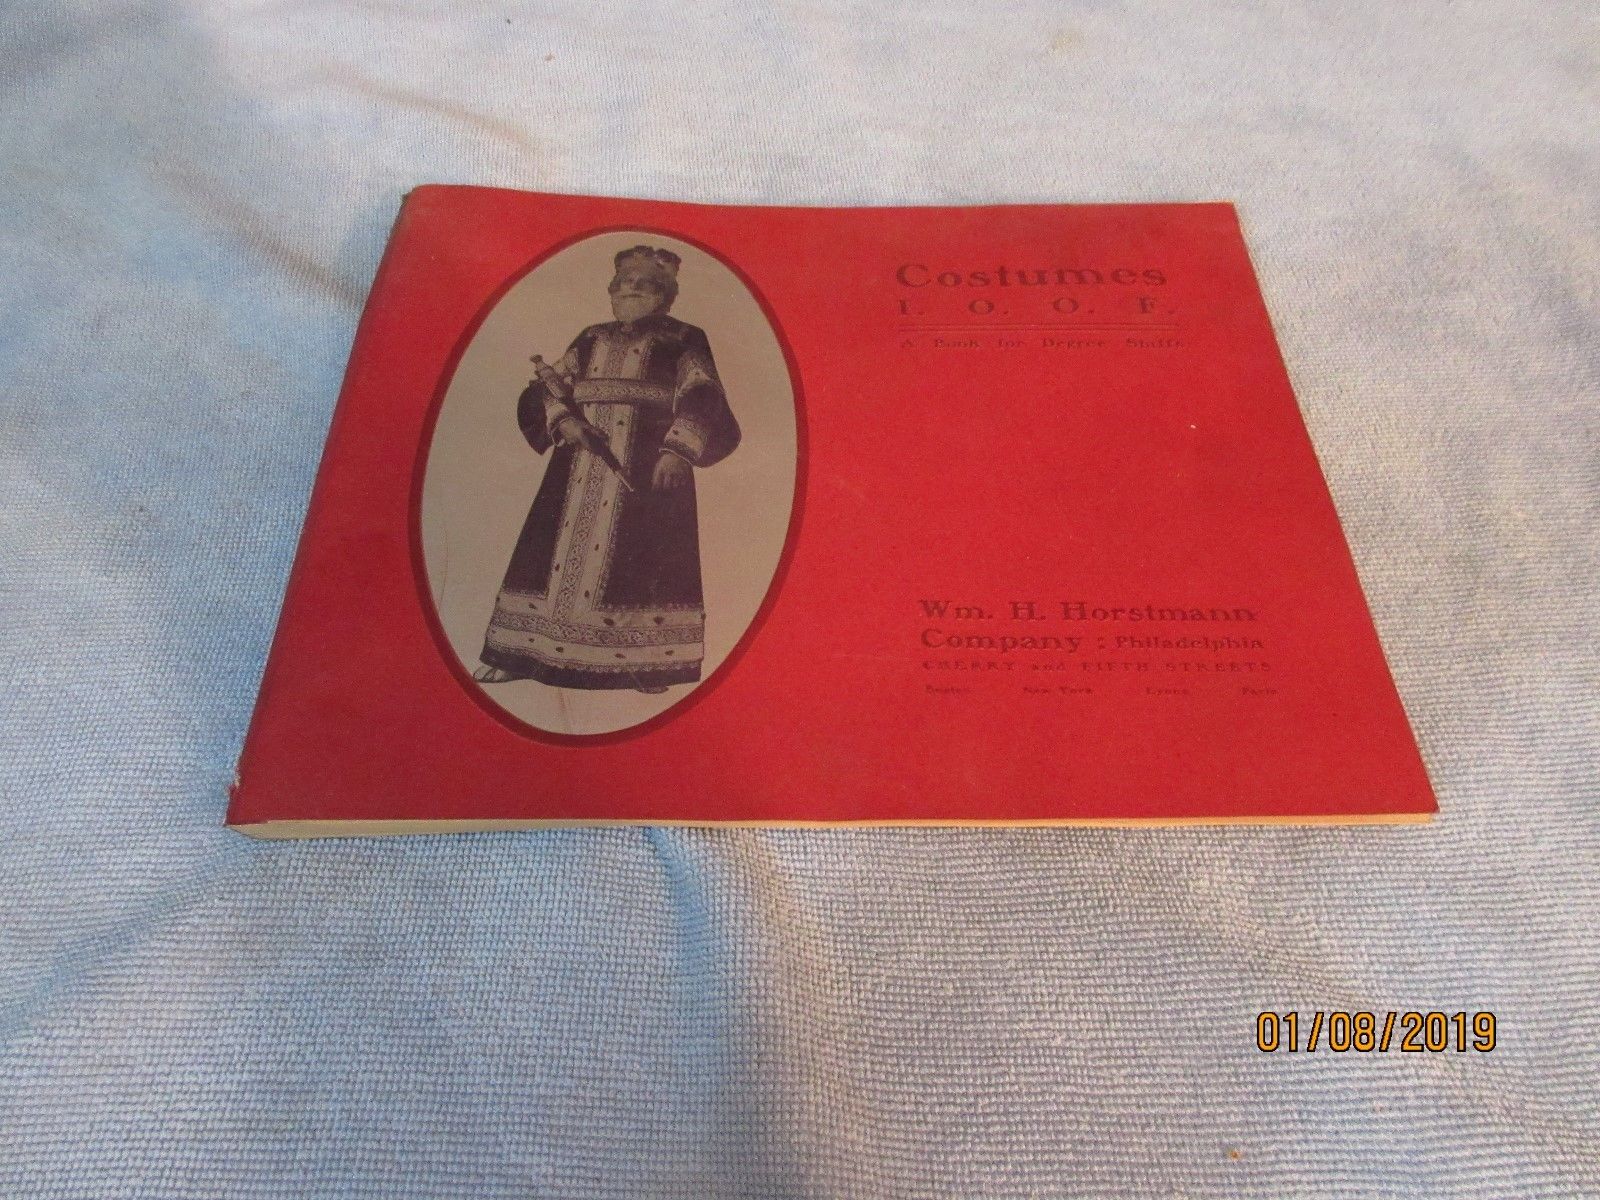 Costumes
I. O. O. F.
A Book for Degree Staffs
Wm. H. Horstmann
Company : Philadelphia
CHERRY and FIFTH STREETS
Boston New York Lyons Paris
01/08/2019